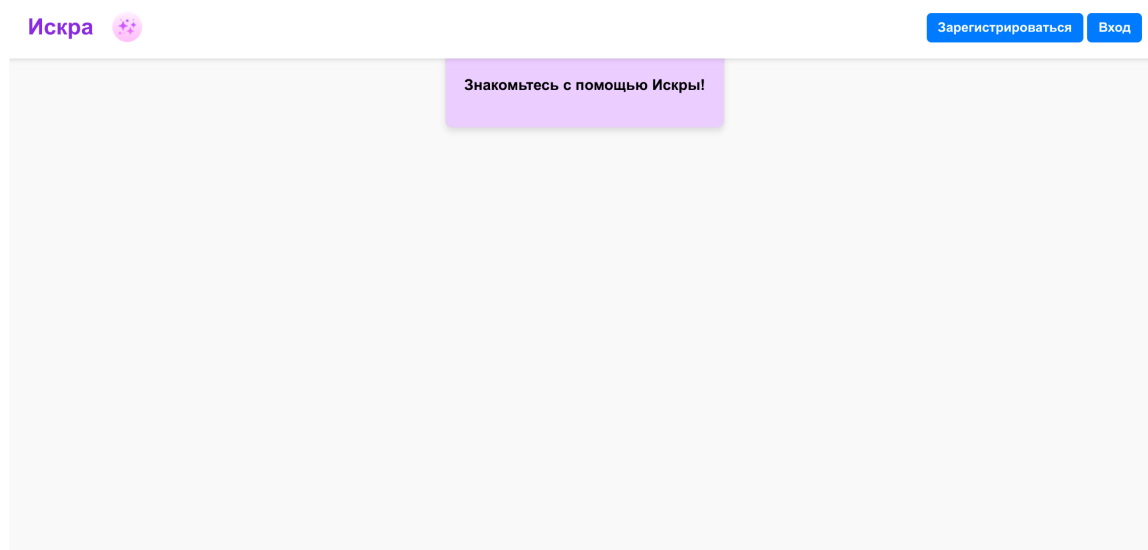 Искра
Зарегистрироваться Вход
Знакомьтесь с помощью Искры!